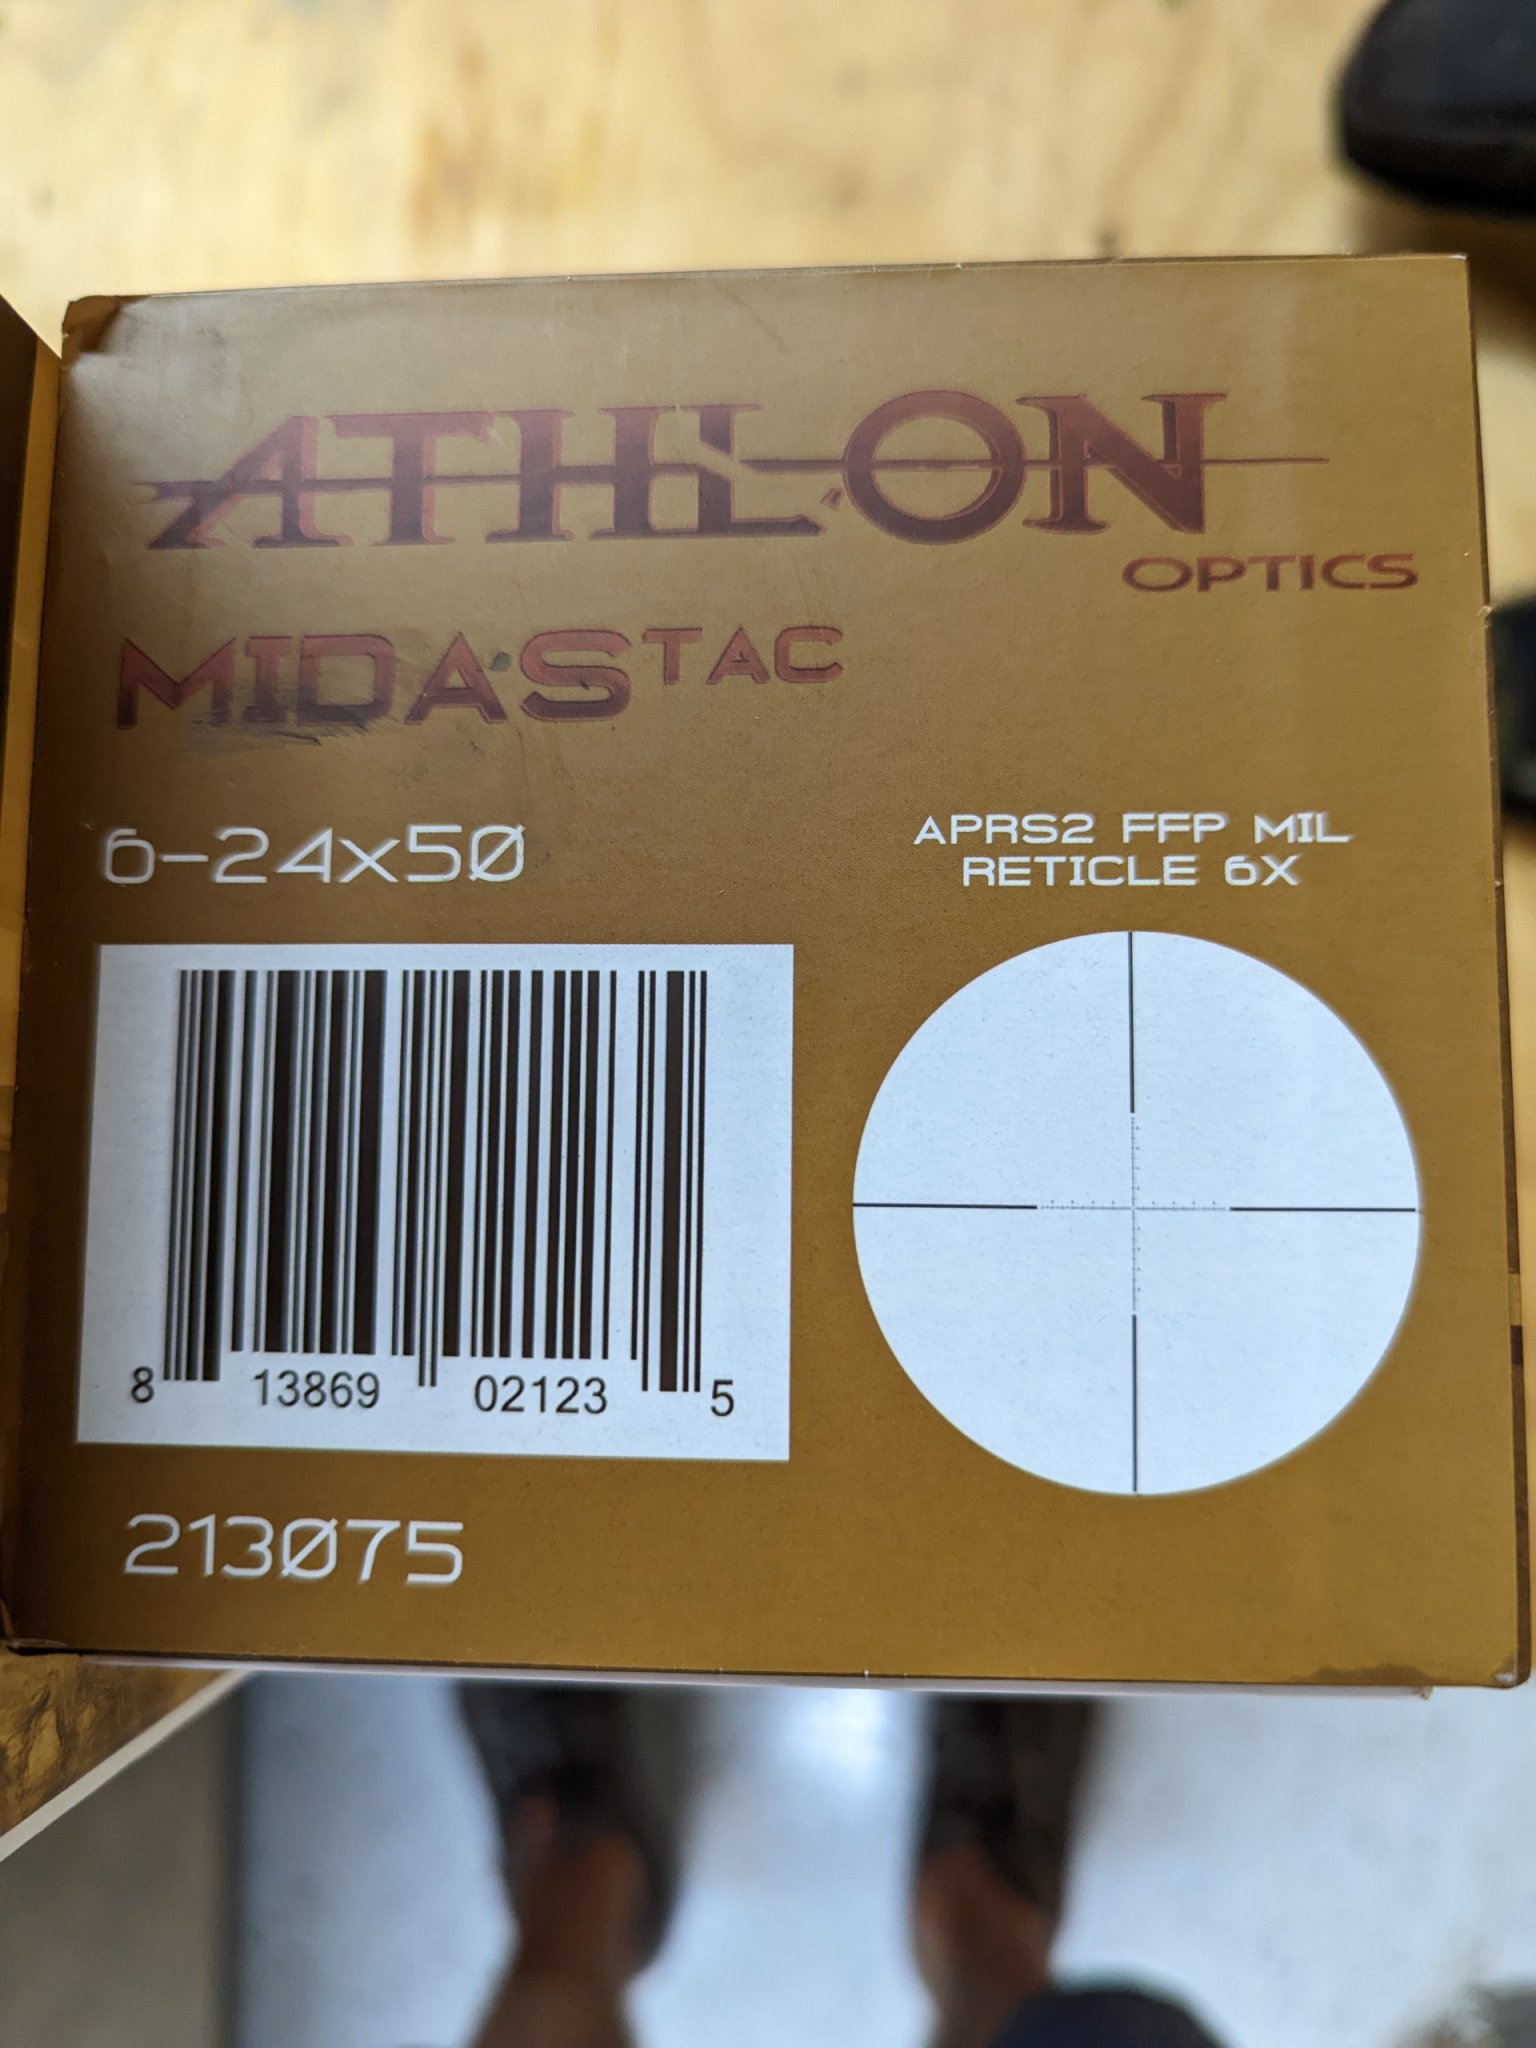 ATHLON
OPTICS
MIDAS TAC
6-24x50
APRS2 FFP MIL
RETICLE 6X
8 13869 02123 5
213075